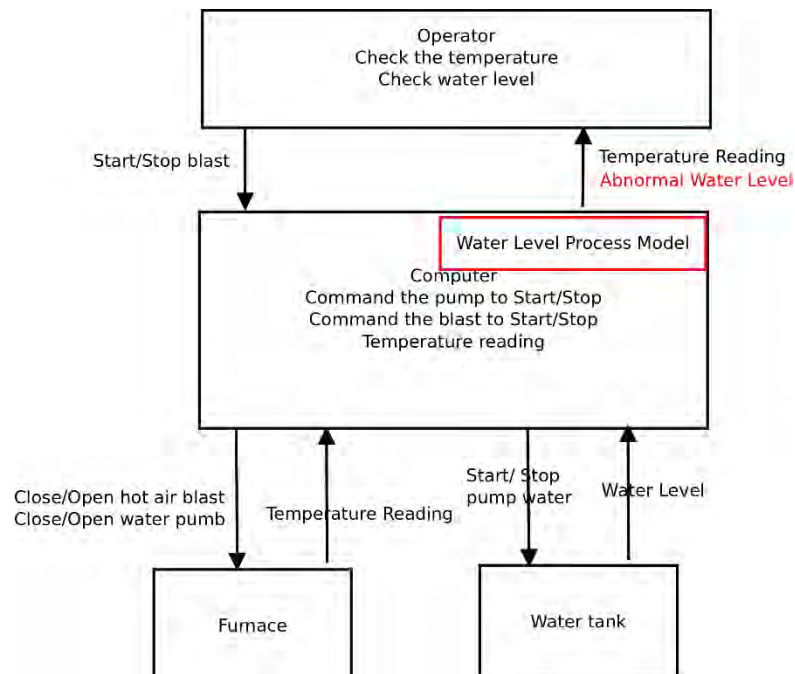 Operator
Check the temperature
Check water level
Start/Stop blast
Temperature Reading
Abnormal Water Level
Water Level Process Model
Computer
Command the pump to Start/Stop
Command the blast to Start/Stop
Temperature reading
Close/Open hot air blast
Close/Open water pumb
Temperature Reading
Start/ Stop
pump water
Water Level
Furnace
Water tank